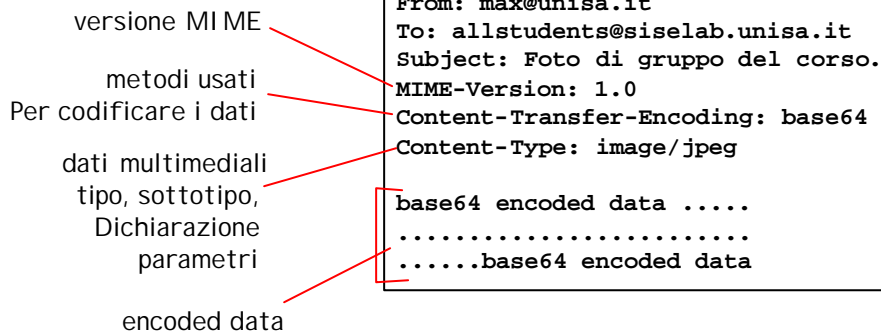 versione MIME
metodi usati
Per codificare i dati
dati multimediali
tipo, sottotipo,
Dichiarazione
parametri
encoded data
From: max@unisa.it
To: allstudents@siselab.unisa.it
Subject: Foto di gruppo del corso.
MIME-Version: 1.0
Content-Transfer-Encoding: base64
Content-Type: image/jpeg
base64 encoded data .....
.........................
......base64 encoded data